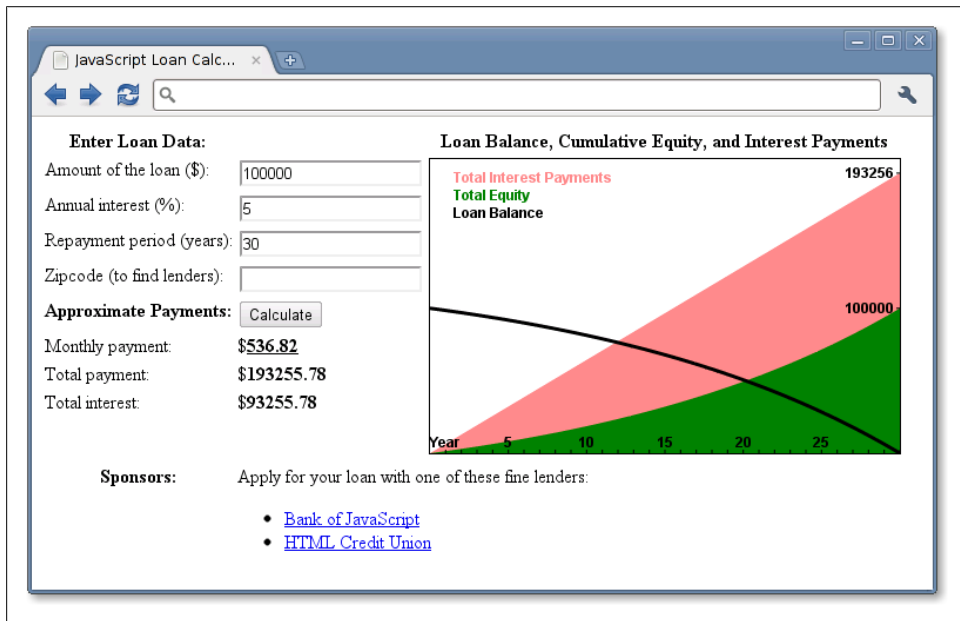 JavaScript Loan Calc...
Enter Loan Data:
Amount of the loan ($): 100000
Annual interest (%): 5
Repayment period (years): 30
Zipcode (to find lenders):
Approximate Payments: Calculate
Monthly payment: $536.82
Total payment: $193255.78
Total interest: $93255.78
Loan Balance, Cumulative Equity, and Interest Payments
Total Interest Payments
Total Equity
Loan Balance
193256
100000
Year 5 10 15 20 25
Sponsors: Apply for your loan with one of these fine lenders:
• Bank of JavaScript
• HTML Credit Union